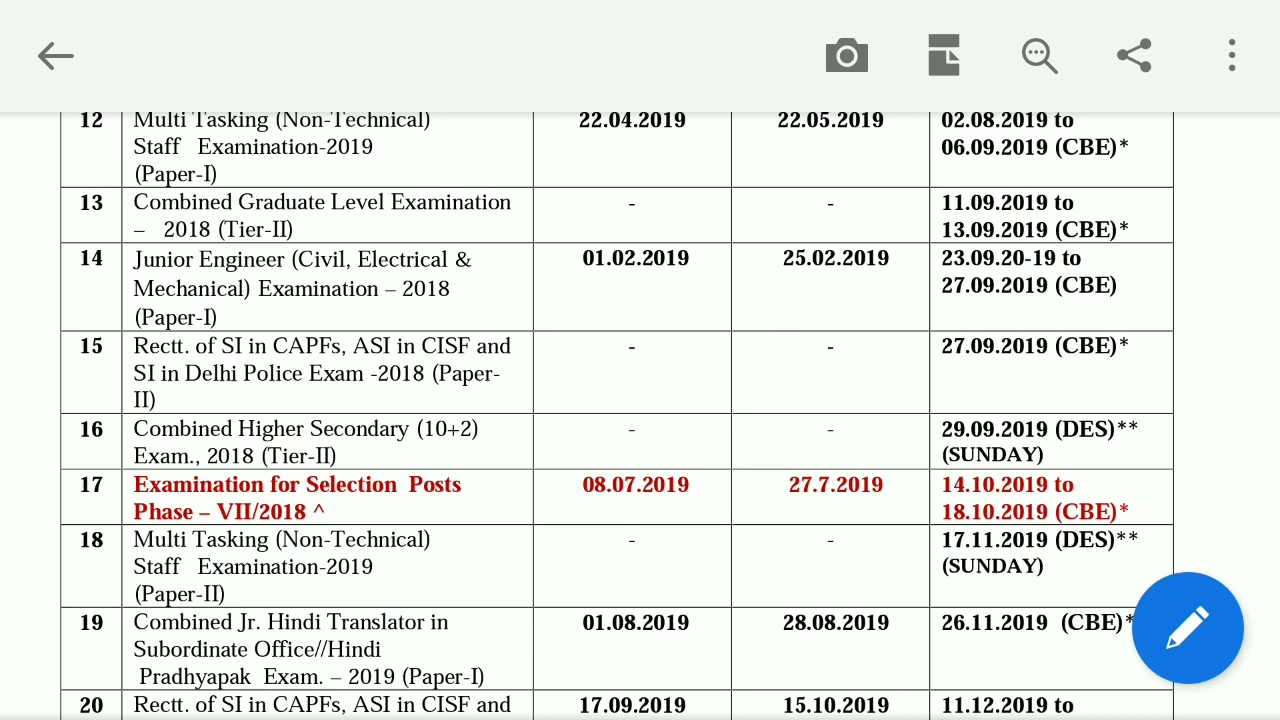 12 Multi Tasking (Non-Technical) 22.04.2019 22.05.2019 02.08.2019 to
Staff Examination-2019 06.09.2019 (CBE)*
(Paper-I)
13 Combined Graduate Level Examination - - 11.09.2019 to
– 2018 (Tier-II) 13.09.2019 (CBE)*
14 Junior Engineer (Civil, Electrical & 01.02.2019 25.02.2019 23.09.20-19 to
Mechanical) Examination – 2018 27.09.2019 (CBE)
(Paper-I)
15 Rectt. of SI in CAPFs, ASI in CISF and - - 27.09.2019 (CBE)*
SI in Delhi Police Exam -2018 (Paper-
II)
16 Combined Higher Secondary (10+2) - - 29.09.2019 (DES)**
Exam., 2018 (Tier-II) (SUNDAY)
17 Examination for Selection Posts 08.07.2019 27.7.2019 14.10.2019 to
Phase – VII/2018 ^ 18.10.2019 (CBE)*
18 Multi Tasking (Non-Technical) - - 17.11.2019 (DES)**
Staff Examination-2019 (SUNDAY)
(Paper-II)
19 Combined Jr. Hindi Translator in 01.08.2019 28.08.2019 26.11.2019 (CBE)*
Subordinate Office//Hindi
Pradhyapak Exam. – 2019 (Paper-I)
20 Rectt. of SI in CAPFs, ASI in CISF and 17.09.2019 15.10.2019 11.12.2019 to